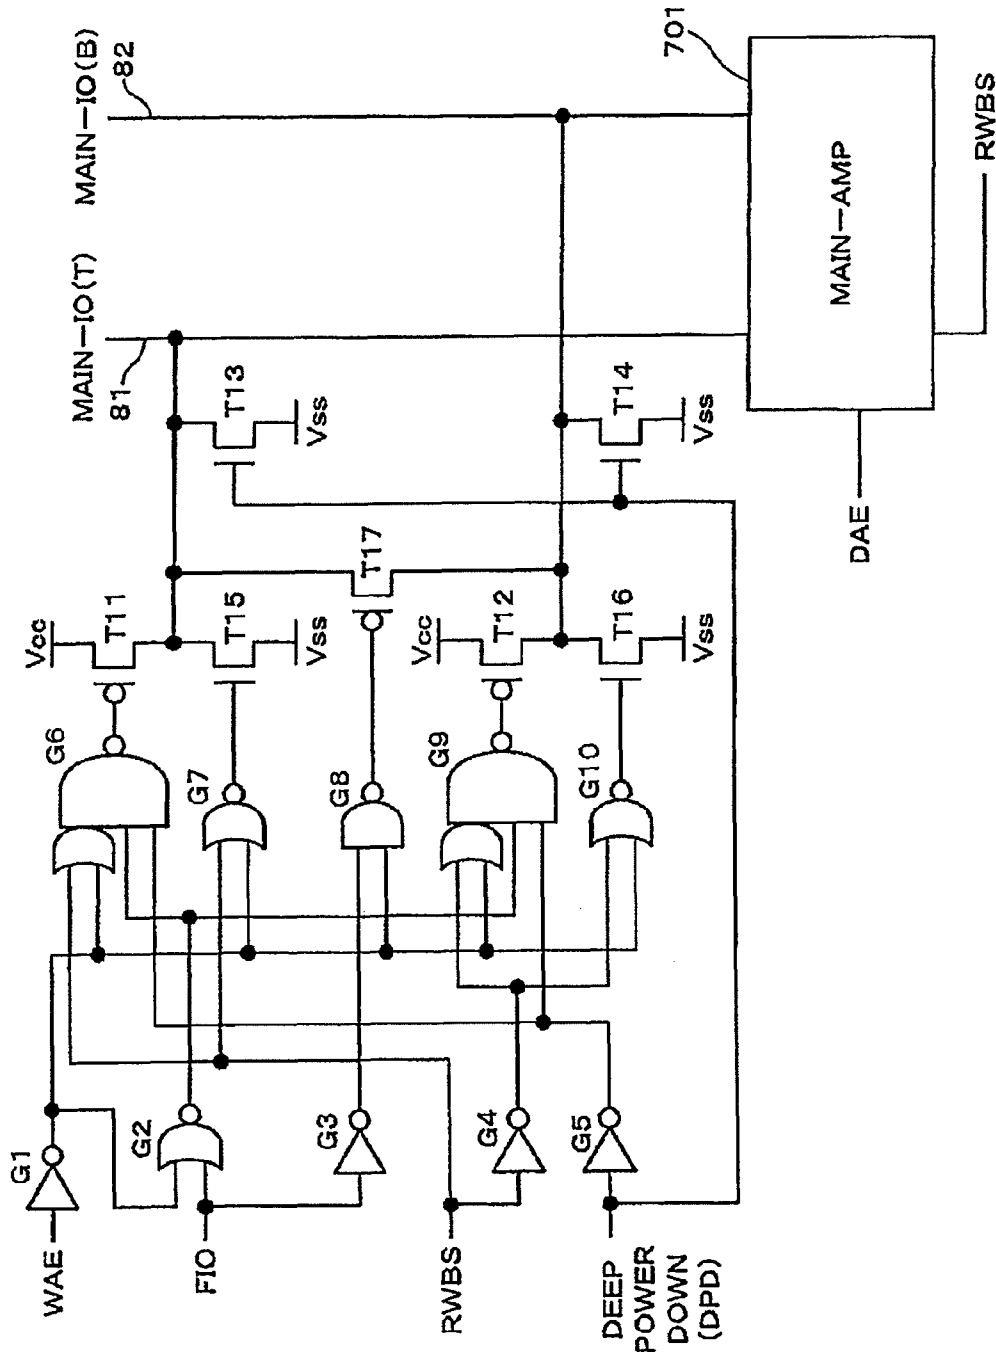 MAIN-IO(T)
MAIN-IO(B)
81
82
701
Vcc
T11
T13
T15
Vss
Vss
G6
G7
T17
G8
Vcc
T12
T14
T16
Vss
Vss
G9
G10
MAIN-AMP
DAE
RWBS
G1
WAE
G2
FIO
G3
G4
RWBS
G5
DEEP
POWER
DOWN
(DPD)